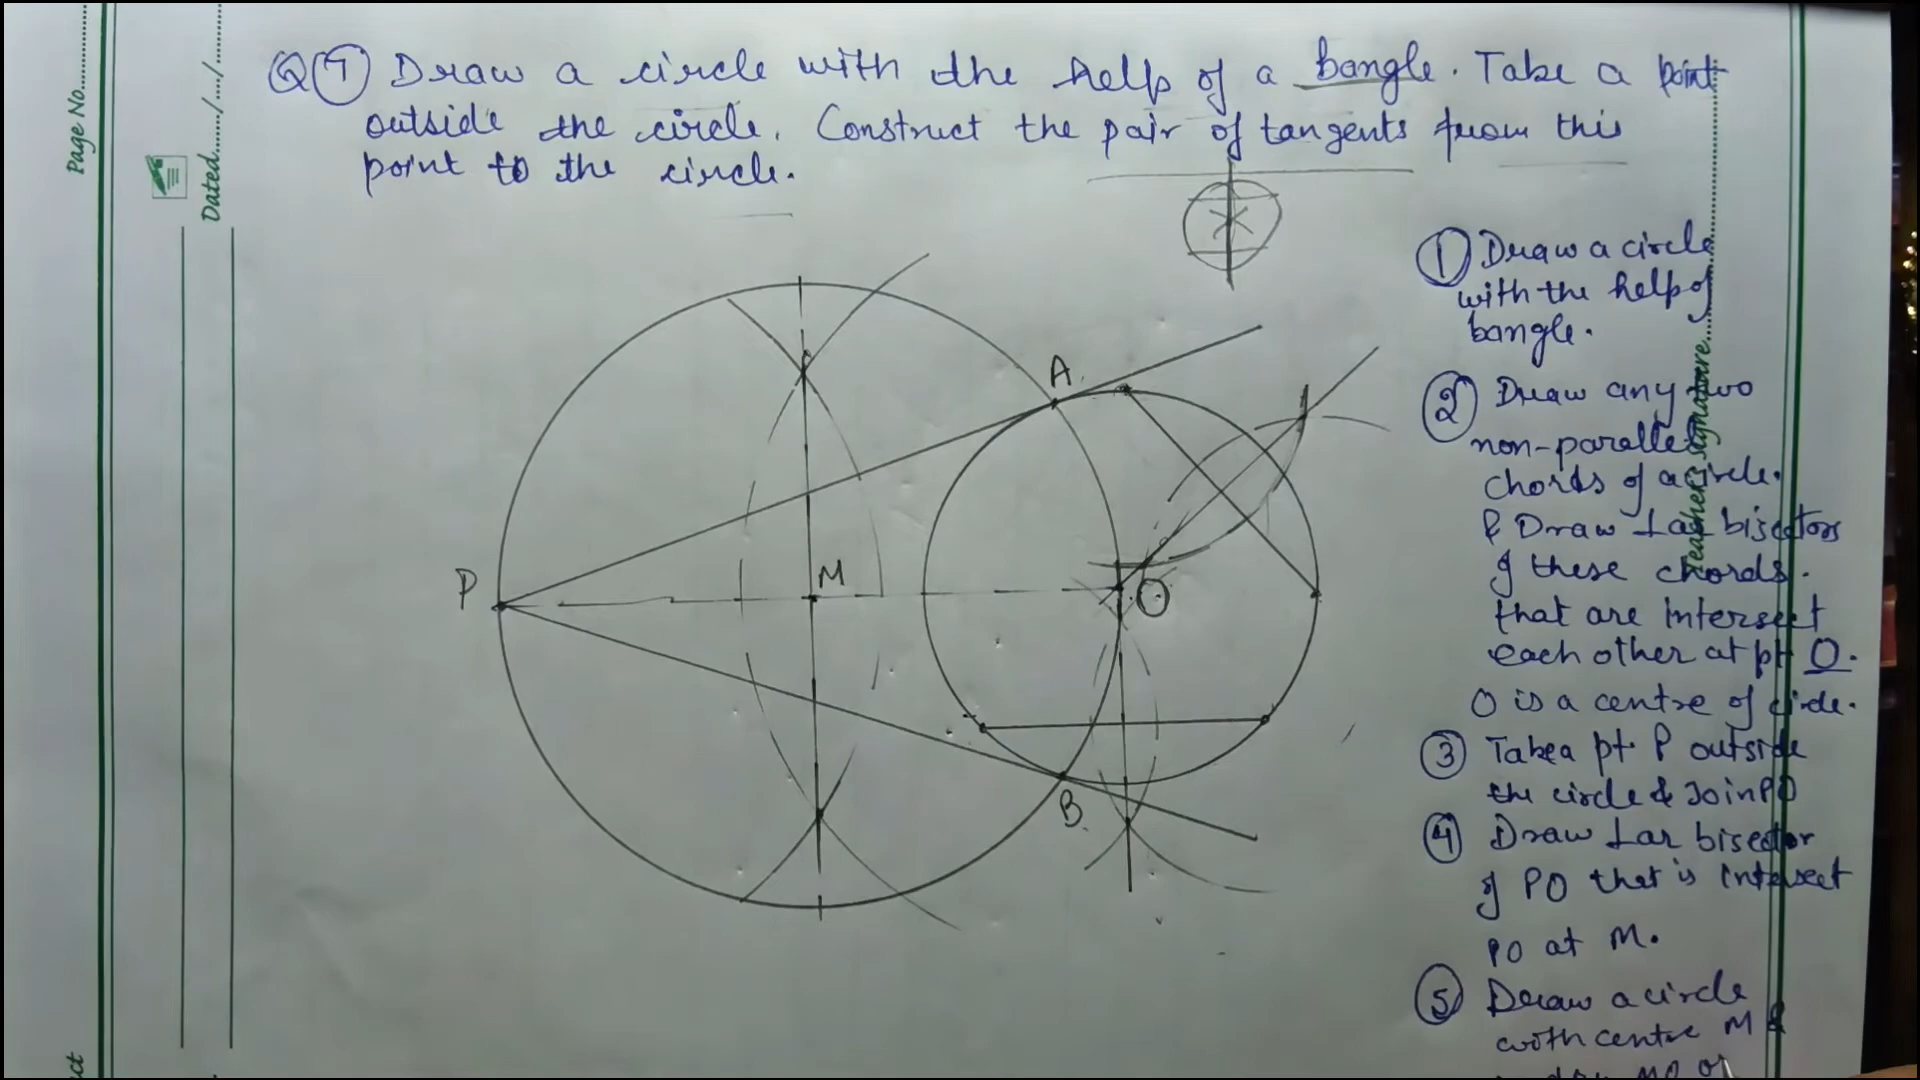 Page No.........
Dated....../....../......
Q 7 Draw a circle with the help of a bangle. Take a point
outside the circle. Construct the pair of tangents from this
point to the circle.
A
P
M
O
B
1 Draw a circle
with the help of
bangle.
2 Draw any two
non-parallel
chords of a circle.
& Draw ⊥ar bisectors
of these chords.
that are intersect
each other at pt O.
O is a centre of circle.
3 Take a pt. P outside
the circle & Join PO
4 Draw ⊥ar bisector
of PO that is intersect
PO at M.
5 Draw a circle
with centre M &
MO or
Teacher's Signature.................
ct